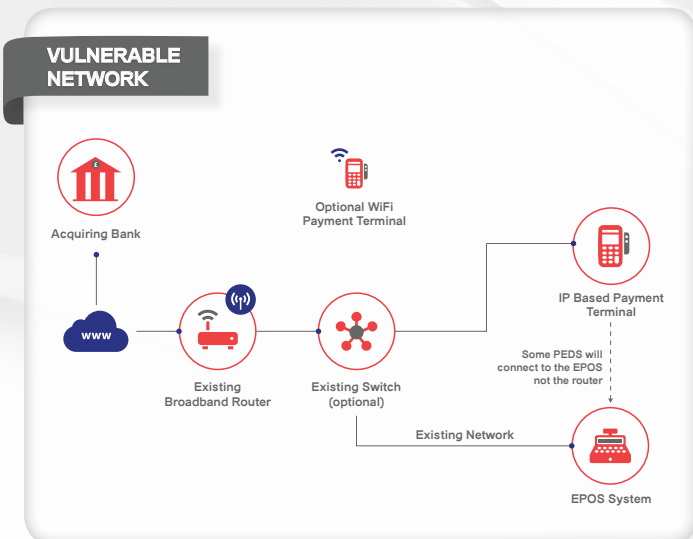 VULNERABLE
NETWORK
£
Acquiring Bank
Optional WiFi
Payment Terminal
IP Based Payment
Terminal
www
Existing
Broadband Router
Existing Switch
(optional)
Some PEDS will
connect to the EPOS
not the router
Existing Network
EPOS System